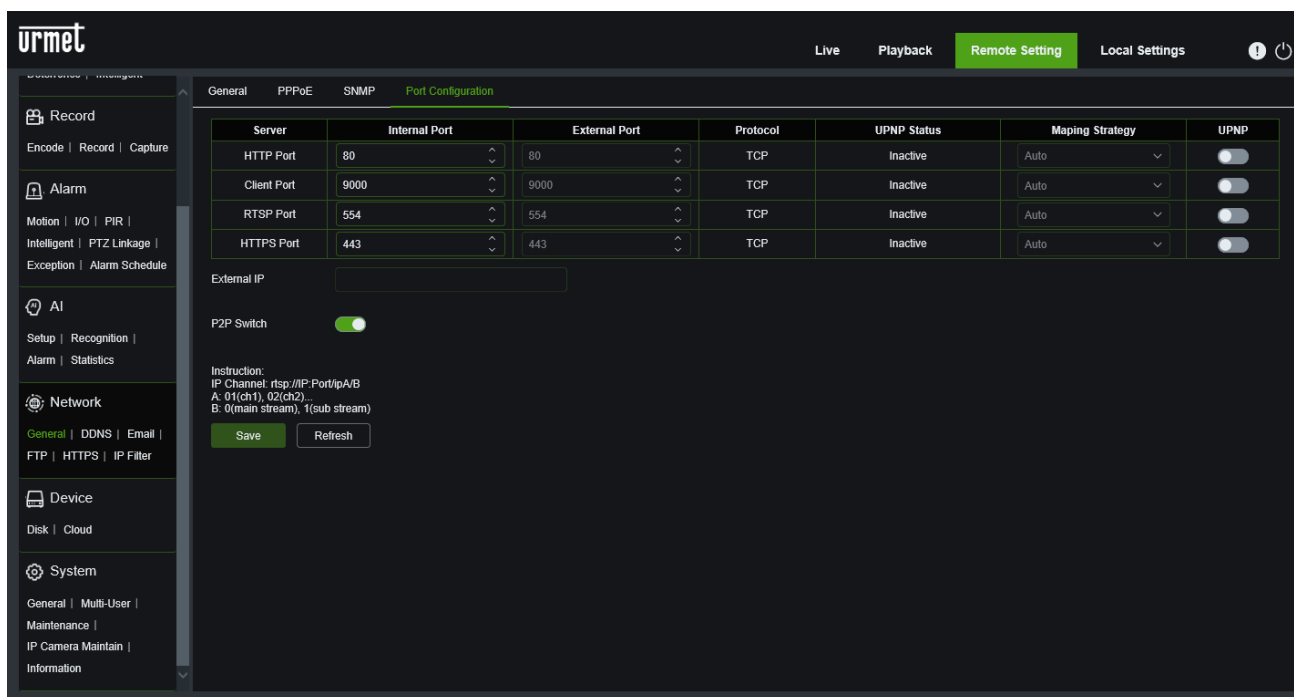 urmet
Live Playback Remote Setting Local Settings
Deterrence | Intelligent
Record
Encode | Record | Capture
Alarm
Motion | I/O | PIR |
Intelligent | PTZ Linkage |
Exception | Alarm Schedule
AI
Setup | Recognition |
Alarm | Statistics
Network
General | DDNS | Email |
FTP | HTTPS | IP Filter
Device
Disk | Cloud
System
General | Multi-User |
Maintenance |
IP Camera Maintain |
Information
General PPPoE SNMP Port Configuration
Server Internal Port External Port Protocol UPNP Status Maping Strategy UPNP
HTTP Port 80 80 TCP Inactive Auto
Client Port 9000 9000 TCP Inactive Auto
RTSP Port 554 554 TCP Inactive Auto
HTTPS Port 443 443 TCP Inactive Auto
External IP
P2P Switch
Instruction:
IP Channel: rtsp://IP:Port/ipA/B
A: 01(ch1), 02(ch2)...
B: 0(main stream), 1(sub stream)
Save Refresh